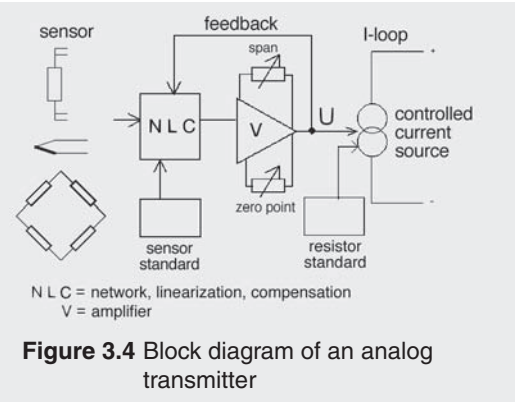 feedback
sensor
I-loop
span
+
N L C
V
U
controlled
current
source
zero point
-
sensor
standard
resistor
standard
N L C = network, linearization, compensation
V = amplifier
Figure 3.4 Block diagram of an analog
transmitter